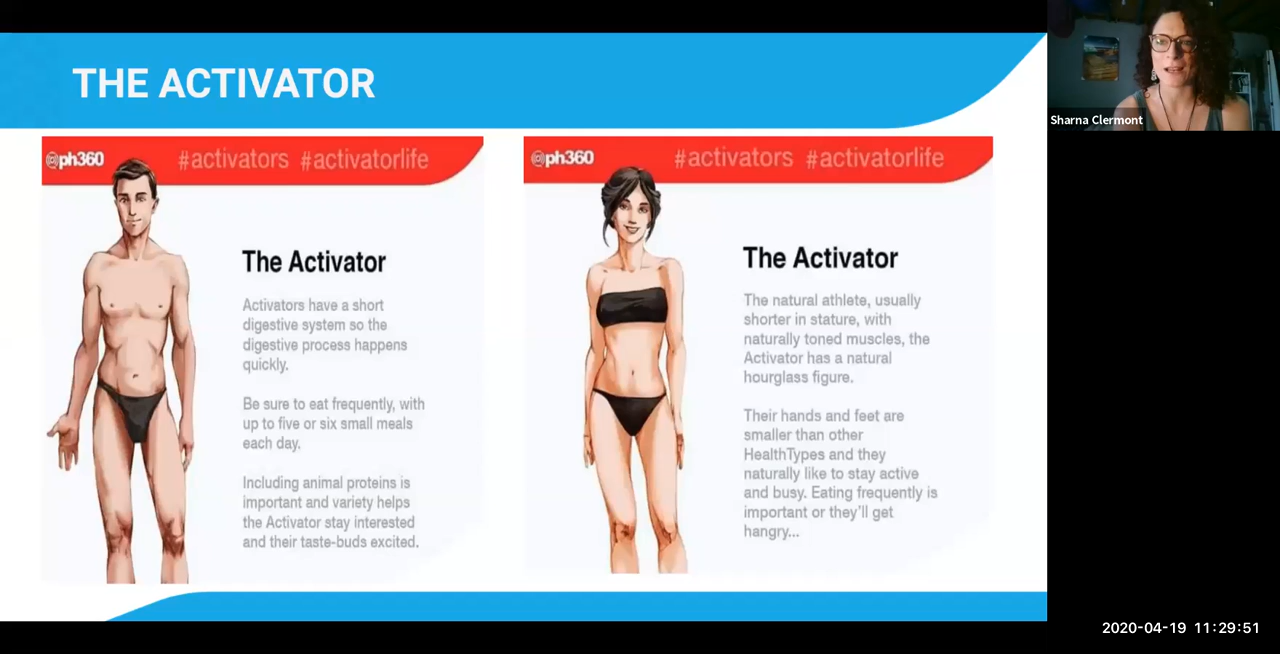 THE ACTIVATOR
Sharna Clermont
@ph360 #activators #activatorlife
The Activator
Activators have a short
digestive system so the
digestive process happens
quickly.
Be sure to eat frequently, with
up to five or six small meals
each day.
Including animal proteins is
important and variety helps
the Activator stay interested
and their taste-buds excited.
@ph360 #activators #activatorlife
The Activator
The natural athlete, usually
shorter in stature, with
naturally toned muscles, the
Activator has a natural
hourglass figure.
Their hands and feet are
smaller than other
HealthTypes and they
naturally like to stay active
and busy. Eating frequently is
important or they'll get
hangry...
2020-04-19 11:29:51